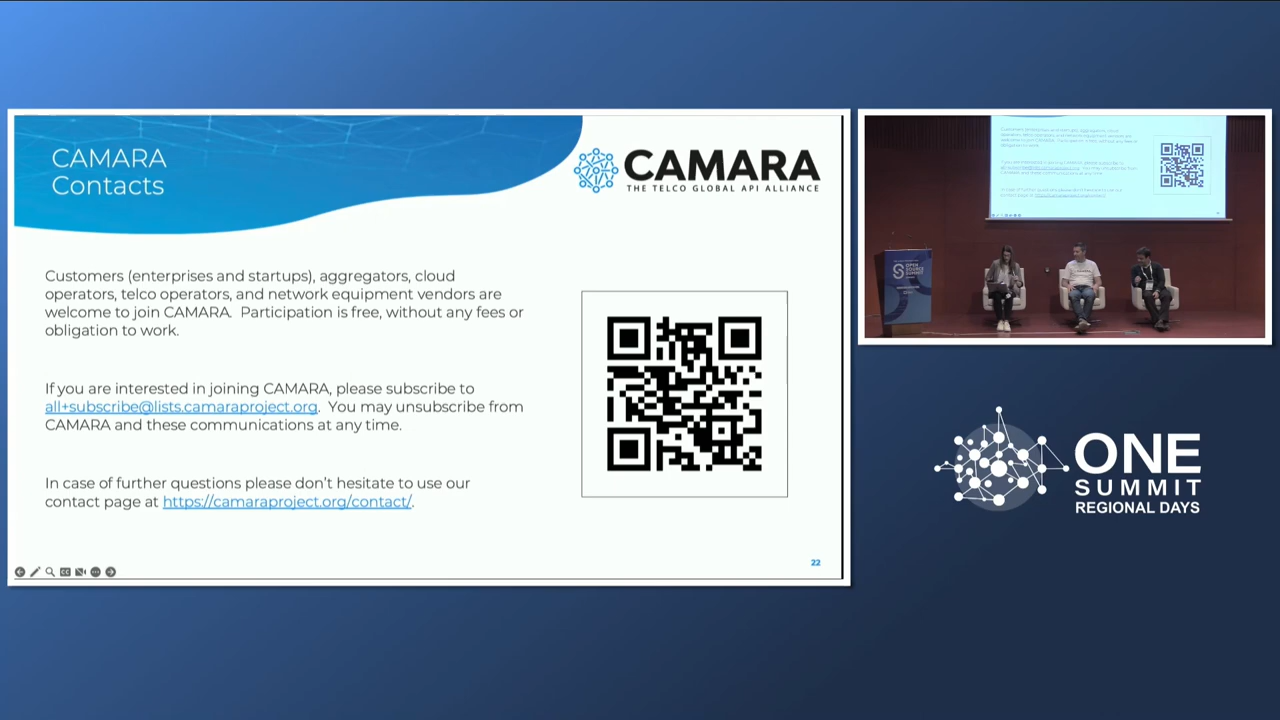 CAMARA
Contacts
CAMARA
THE TELCO GLOBAL API ALLIANCE
Customers (enterprises and startups), aggregators, cloud
operators, telco operators, and network equipment vendors are
welcome to join CAMARA.  Participation is free, without any fees or
obligation to work.
If you are interested in joining CAMARA, please subscribe to
all+subscribe@lists.camaraproject.org.  You may unsubscribe from
CAMARA and these communications at any time.
In case of further questions please don't hesitate to use our
contact page at https://camaraproject.org/contact/.
22
OPEN
SOURCE
SUMMIT
ONE
SUMMIT
REGIONAL DAYS